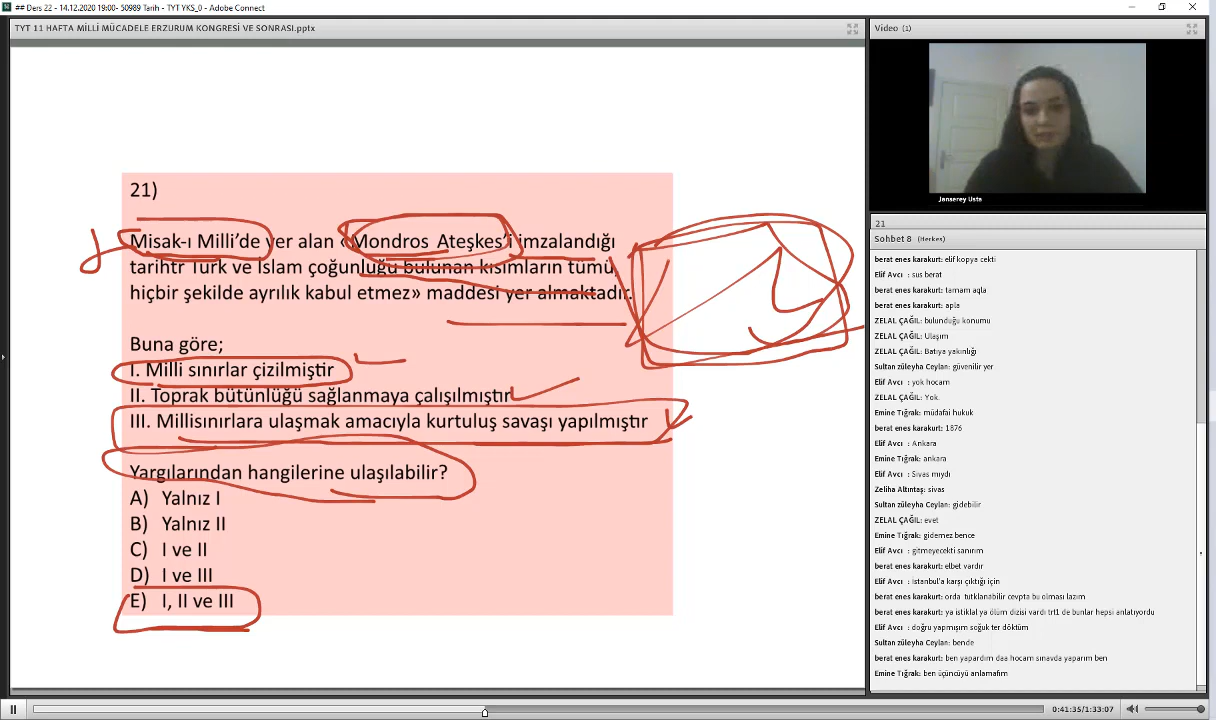 ## Ders 22 - 14.12.2020 19:00- 50989 Tarih - TYT YKS_0 - Adobe Connect
TYT 11 HAFTA MİLLİ MÜCADELE ERZURUM KONGRESİ VE SONRASI.pptx
21)
Misak-ı Milli’de yer alan «Mondros Ateşkes’i imzalandığı
tarihtr Türk ve İslam çoğunluğu bulunan kısımların tümü,
hiçbir şekilde ayrılık kabul etmez» maddesi yer almaktadır.
Buna göre;
I. Milli sınırlar çizilmiştir
II. Toprak bütünlüğü sağlanmaya çalışılmıştır
III. Millisınırlara ulaşmak amacıyla kurtuluş savaşı yapılmıştır
Yargılarından hangilerine ulaşılabilir?
A) Yalnız I
B) Yalnız II
C) I ve II
D) I ve III
E) I, II ve III
Video (1)
Janserey Usta
21
Sohbet 8 (Herkes)
berat enes karakurt: elif kopya cekti
Elif Avcı : sus berat
berat enes karakurt: tamam aqla
berat enes karakurt: apla
ZELAL ÇAĞIL: bulunduğu konumu
ZELAL ÇAĞIL: Ulaşım
ZELAL ÇAĞIL: Batıya yakınlığı
Emine Tığrak: güvenilir yer
Elif Avcı : yok hocam
ZELAL ÇAĞIL: Yok.
Emine Tığrak: müdafai hukuk
berat enes karakurt: 1876
Elif Avcı : Ankara
Emine Tığrak: ankara
Elif Avcı : Sivas mıydı
Zeliha Altıntaş: sivas
Sultan züleyha Ceylan: gidebilir
ZELAL ÇAĞIL: evet
Emine Tığrak: gidemez bence
Elif Avcı : gitmeyecekti sanırım
berat enes karakurt: elbet vardır
Elif Avcı : istanbul'a karşı çıktığı için
berat enes karakurt: orda tutklanabilir cevpta bu olması lazım
berat enes karakurt: ya istiklal ya ölüm dizisi vardı trt1 de bunlar hepsi anlatıyordu
Elif Avcı : doğru yapmışım soğuk ter döktüm
Sultan züleyha Ceylan: bende
berat enes karakurt: ben yapardım daa hocam sınavda yaparım ben
Emine Tığrak: ben üçüncüyü anlamafım
0:41:35/1:33:07